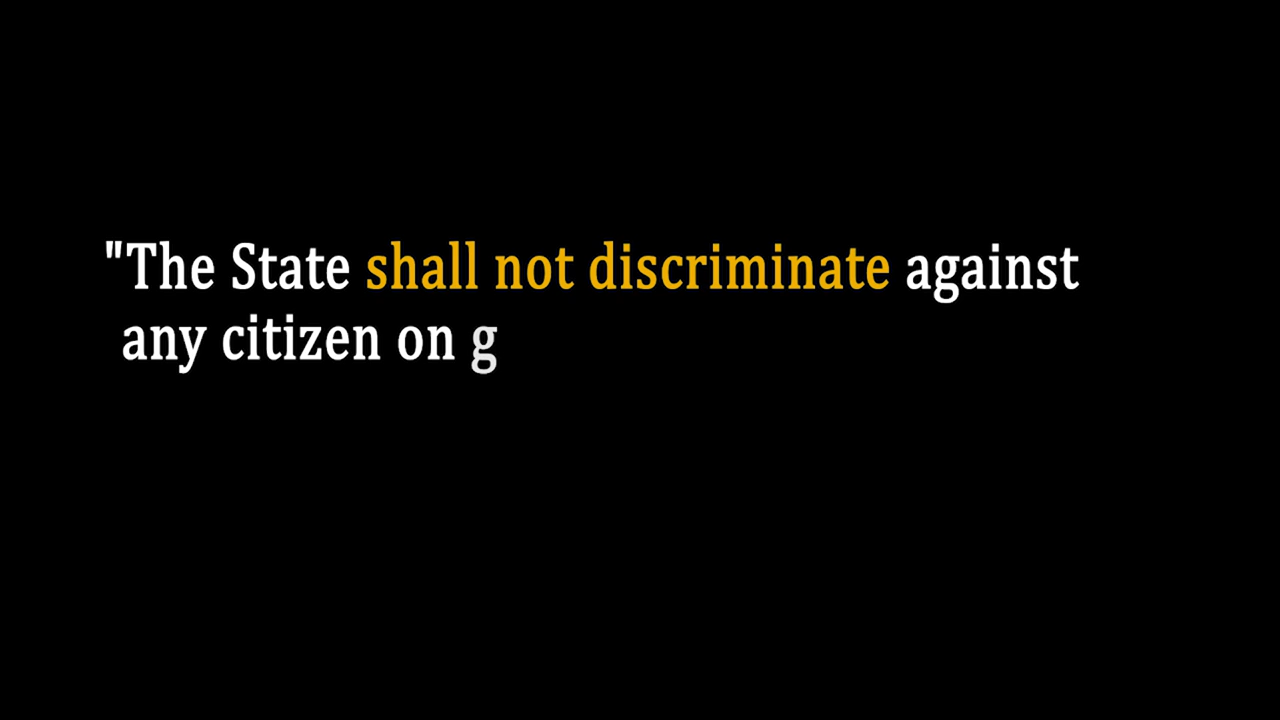 "The State shall not discriminate against
any citizen on g